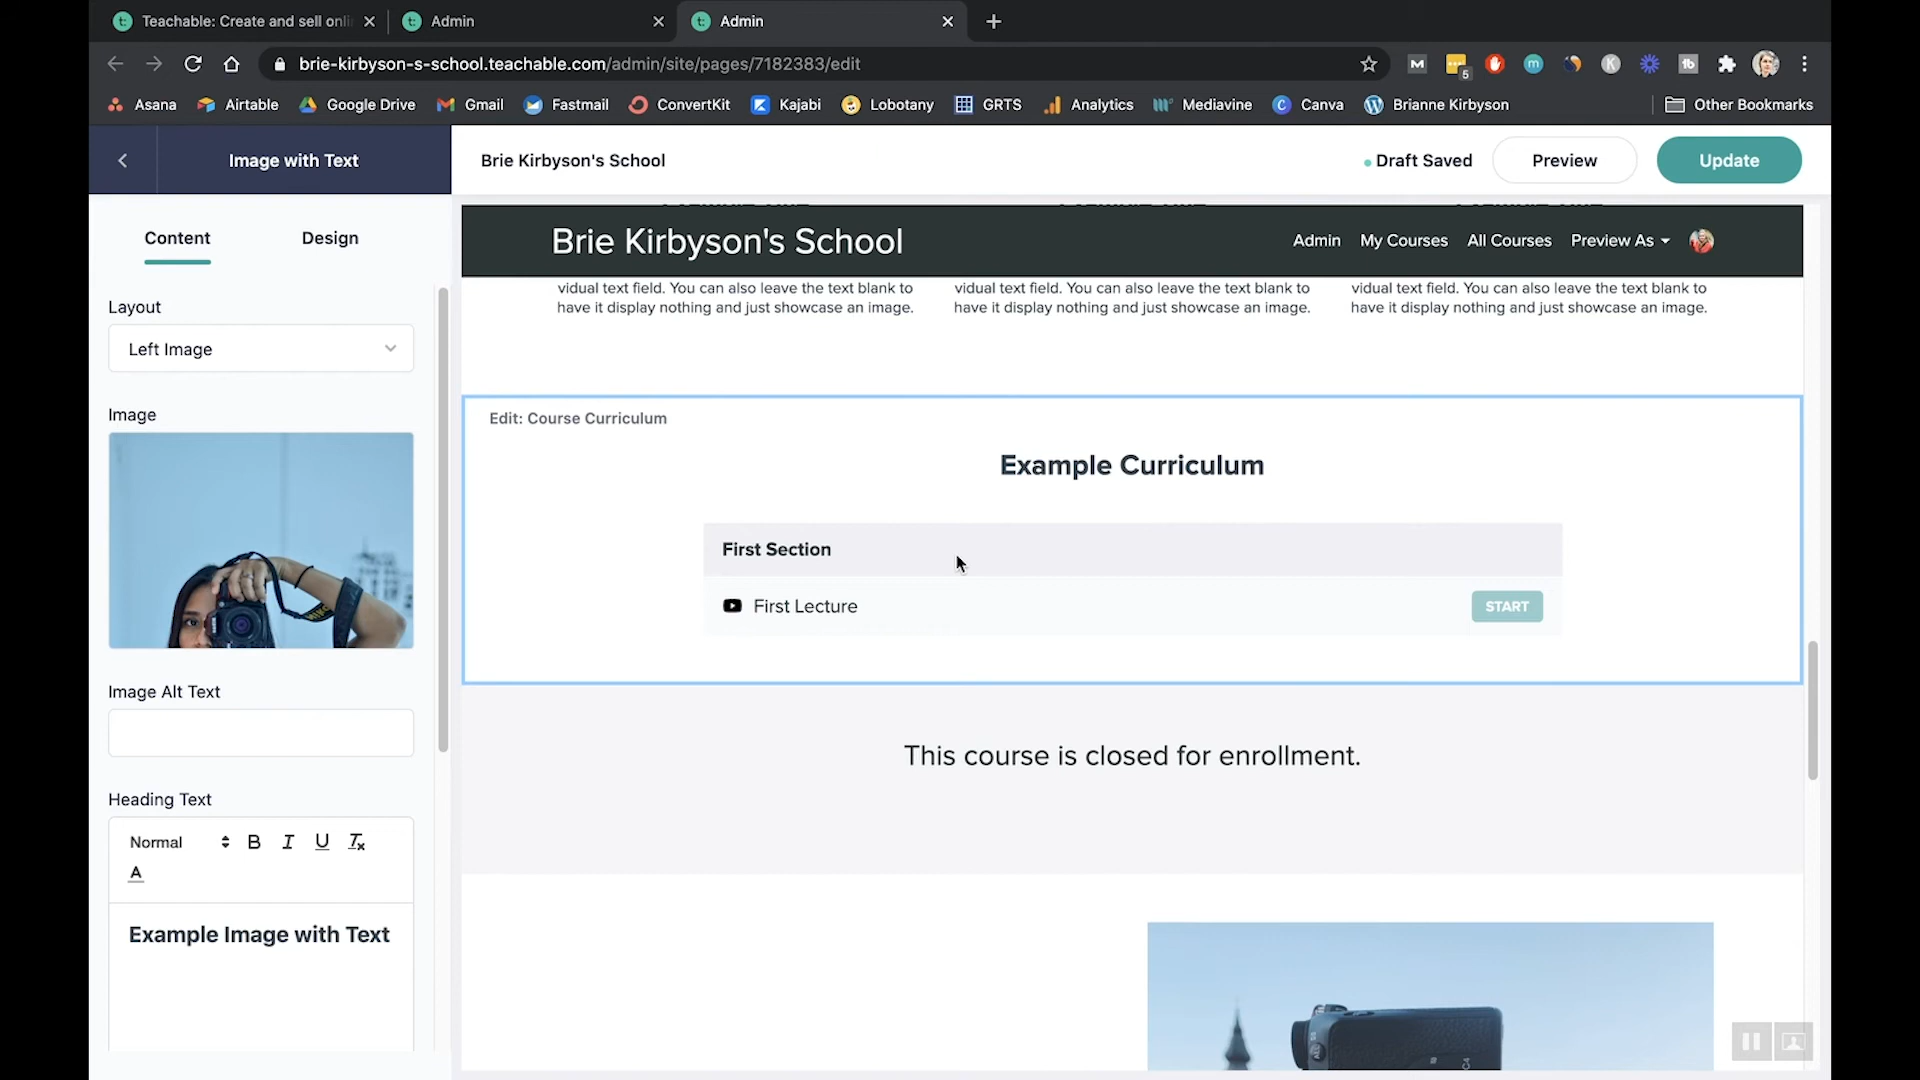 Teachable: Create and sell onli
Admin
Admin
brie-kirbyson-s-school.teachable.com/admin/site/pages/7182383/edit
5
Asana
Airtable
Google Drive
Gmail
Fastmail
ConvertKit
Kajabi
Lobotany
GRTS
Analytics
Mediavine
Canva
Brianne Kirbyson
Other Bookmarks
Image with Text
Brie Kirbyson's School
Draft Saved
Preview
Update
Content
Design
Brie Kirbyson's School
Admin
My Courses
All Courses
Preview As
vidual text field. You can also leave the text blank to
have it display nothing and just showcase an image.
vidual text field. You can also leave the text blank to
have it display nothing and just showcase an image.
vidual text field. You can also leave the text blank to
have it display nothing and just showcase an image.
Layout
Left Image
Image
Image Alt Text
Heading Text
Normal
B I U Tx
A
Example Image with Text
Edit: Course Curriculum
Example Curriculum
First Section
First Lecture
START
This course is closed for enrollment.